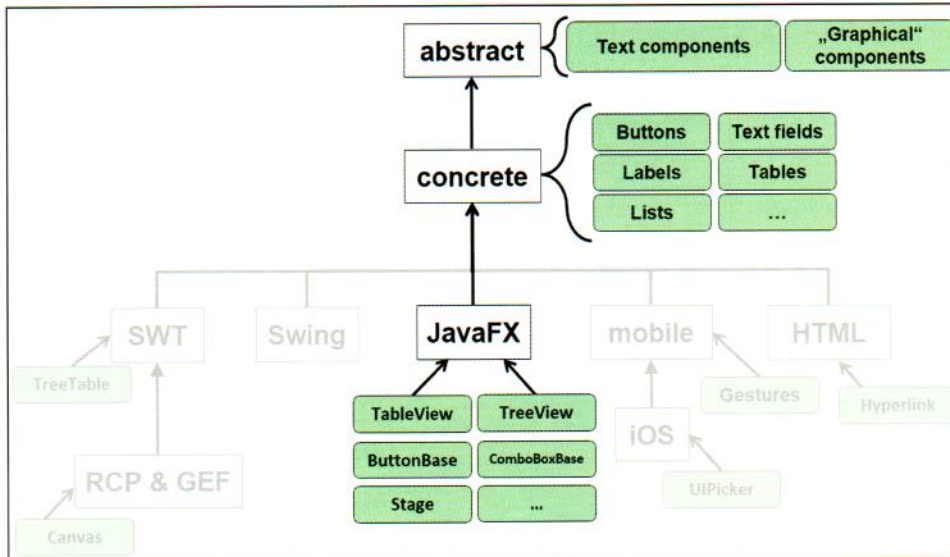 abstract
Text components
„Graphical“
components
concrete
Buttons
Text fields
Labels
Tables
Lists
...
SWT
Swing
JavaFX
mobile
HTML
TreeTable
Gestures
Hyperlink
TableView
TreeView
iOS
ButtonBase
ComboBoxBase
RCP & GEF
UIPicker
Stage
...
Canvas